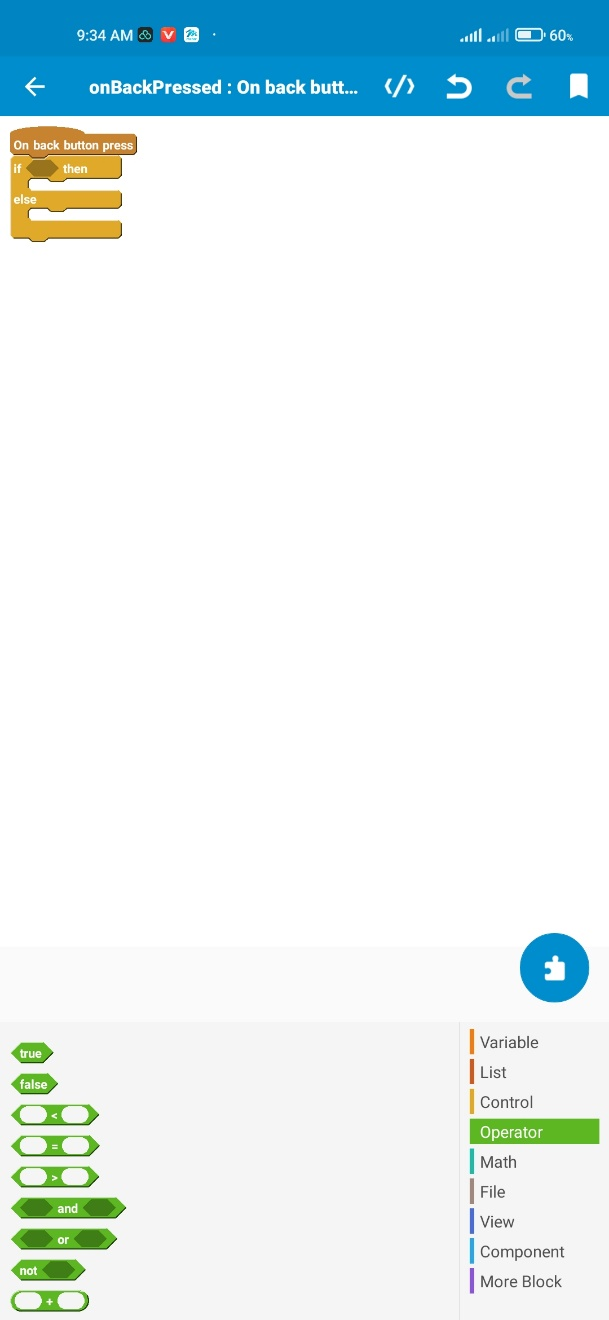 9:34 AM
60%
onBackPressed : On back butt...
On back button press
if then
else
true
false
<
=
>
and
or
not
+
Variable
List
Control
Operator
Math
File
View
Component
More Block